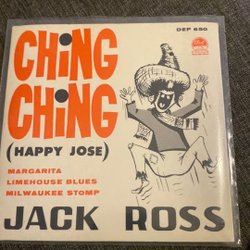 DEP 650
CHiNG
CHiNG
(HAPPY JOSE)
MARGARITA
LIMEHOUSE BLUES
MILWAUKEE STOMP
JACK ROSS